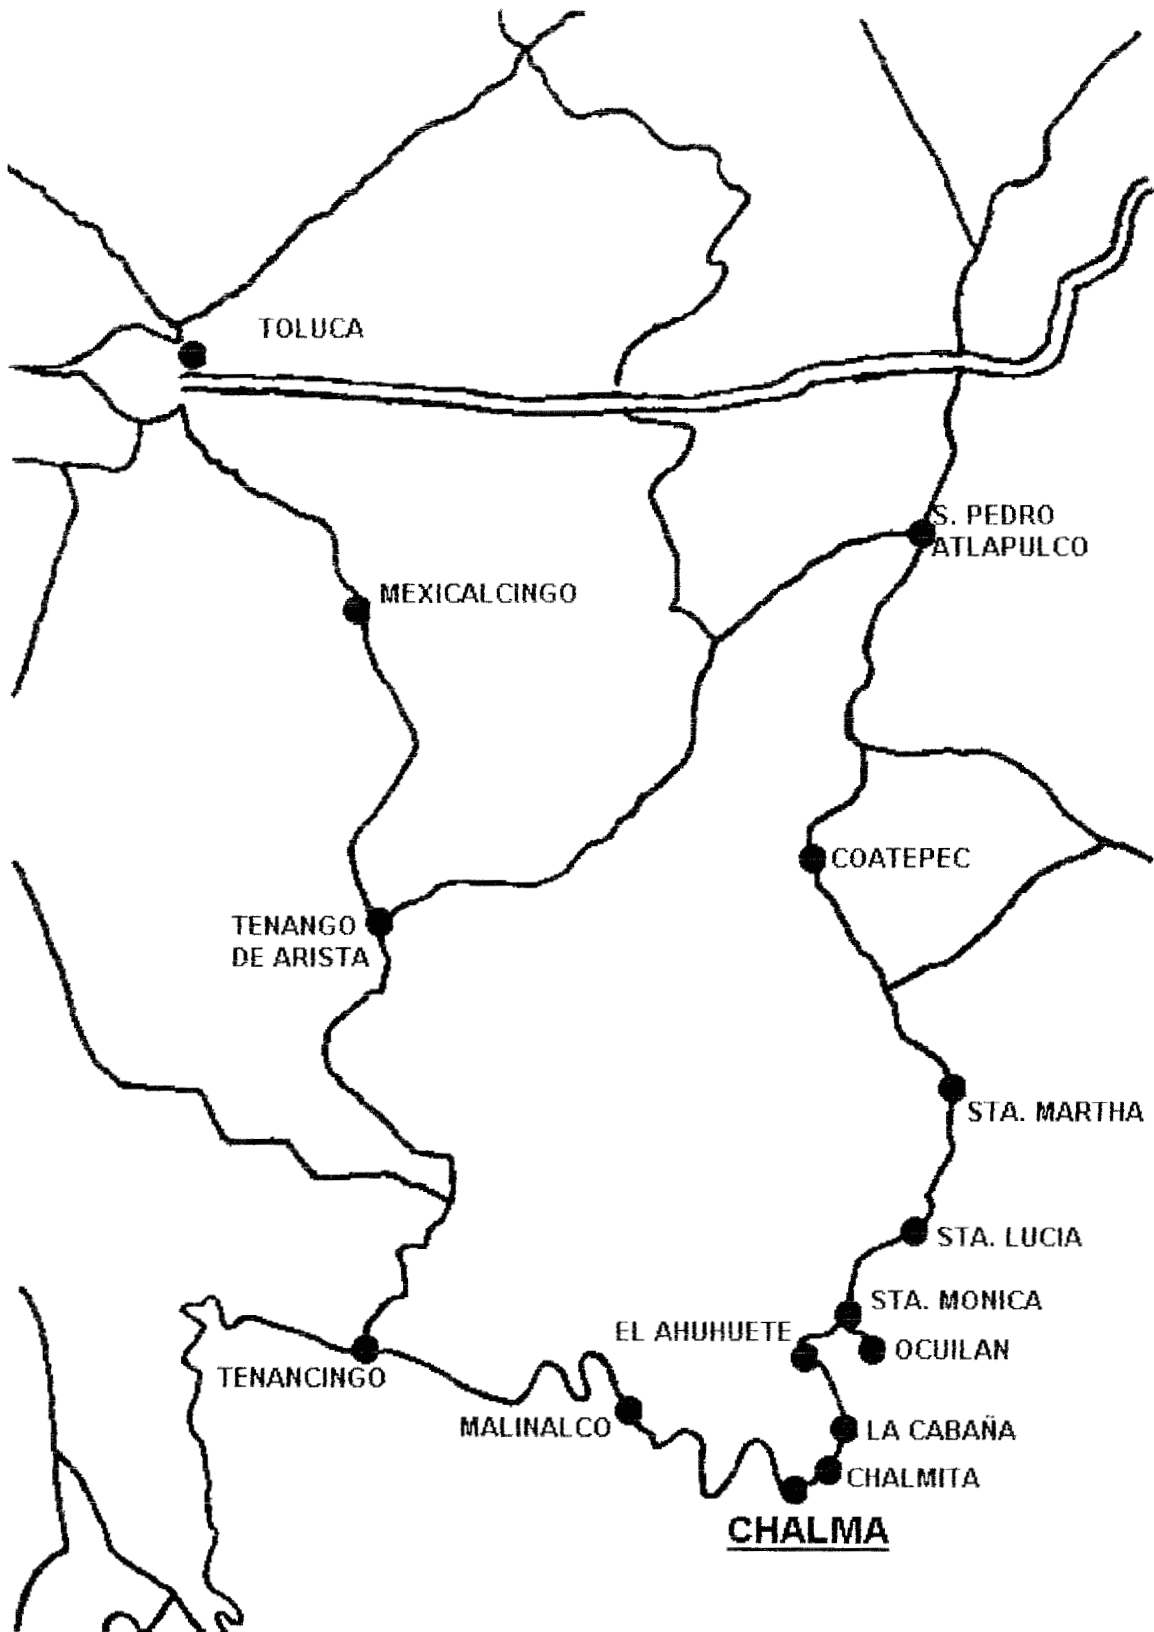 TOLUCA
S. PEDRO
ATLAPULCO
MEXICALCINGO
COATEPEC
TENANGO
DE ARISTA
STA. MARTHA
STA. LUCIA
STA. MONICA
EL AHUHUETE
OCUILAN
TENANCINGO
MALINALCO
LA CABAÑA
CHALMITA
CHALMA